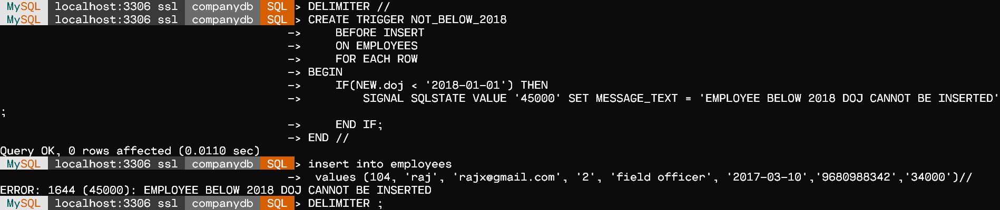 MySQL localhost:3306 ssl companydb SQL > DELIMITER //
MySQL localhost:3306 ssl companydb SQL > CREATE TRIGGER NOT_BELOW_2018
-> BEFORE INSERT
-> ON EMPLOYEES
-> FOR EACH ROW
-> BEGIN
-> IF(NEW.doj < '2018-01-01') THEN
-> SIGNAL SQLSTATE VALUE '45000' SET MESSAGE_TEXT = 'EMPLOYEE BELOW 2018 DOJ CANNOT BE INSERTED'
;
-> END IF;
-> END //
Query OK, 0 rows affected (0.0110 sec)
MySQL localhost:3306 ssl companydb SQL > insert into employees
-> values (104, 'raj', 'rajx@gmail.com', '2', 'field officer', '2017-03-10','9680988342','34000')//
ERROR: 1644 (45000): EMPLOYEE BELOW 2018 DOJ CANNOT BE INSERTED
MySQL localhost:3306 ssl companydb SQL > DELIMITER ;